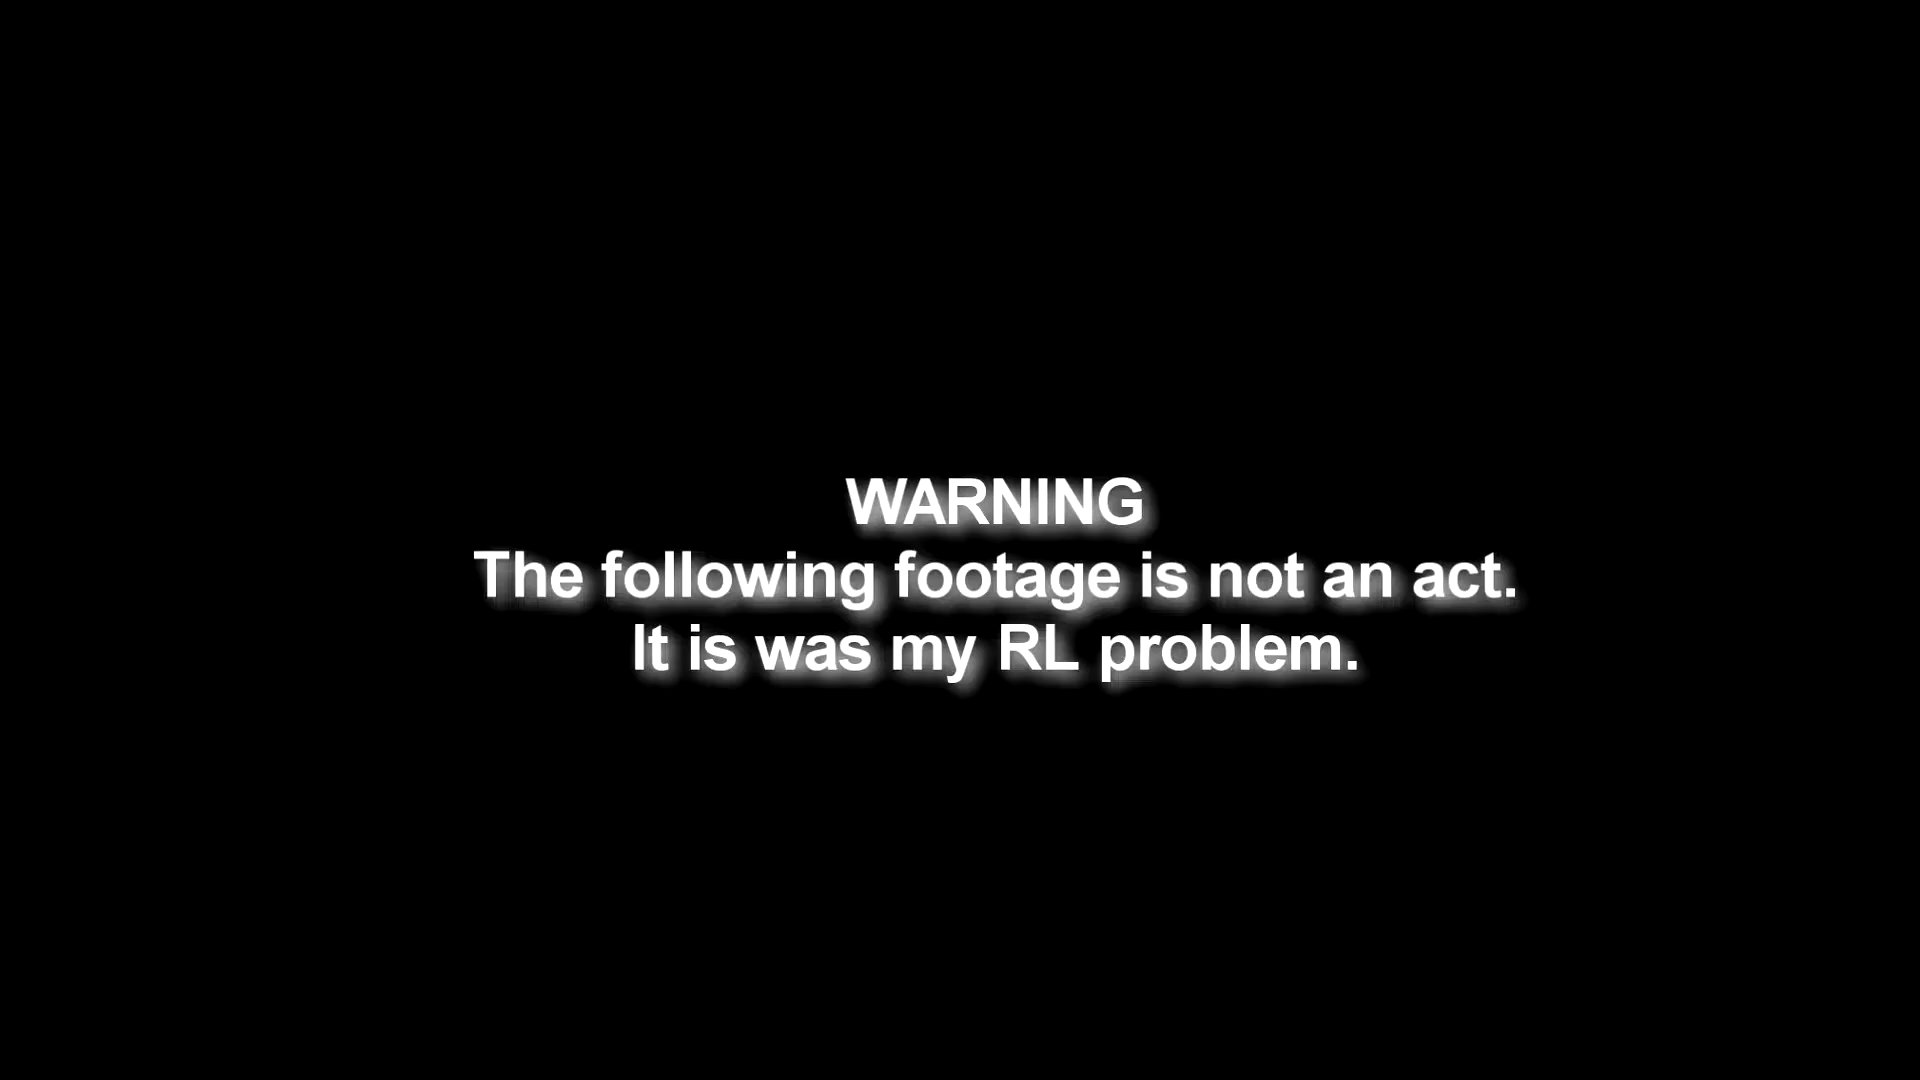 WARNING
The following footage is not an act.
It is was my RL problem.